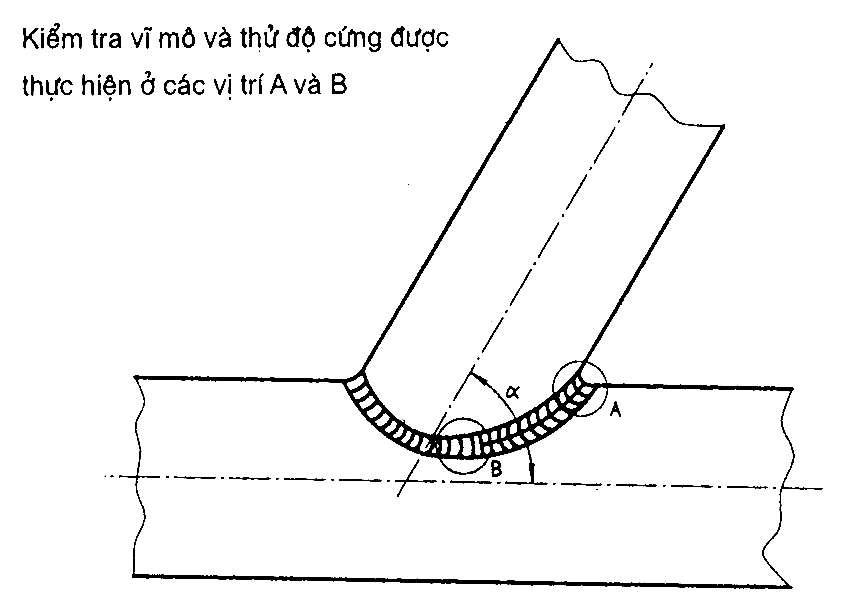 Kiểm tra vĩ mô và thử độ cứng được
thực hiện ở các vị trí A và B
α
A
B